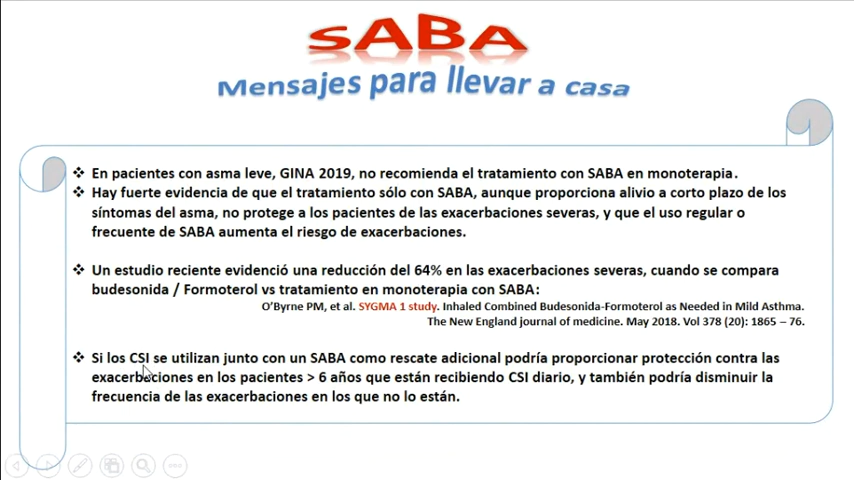 SABA
Mensajes para llevar a casa
❖ En pacientes con asma leve, GINA 2019, no recomienda el tratamiento con SABA en monoterapia.
❖ Hay fuerte evidencia de que el tratamiento sólo con SABA, aunque proporciona alivio a corto plazo de los
síntomas del asma, no protege a los pacientes de las exacerbaciones severas, y que el uso regular o
frecuente de SABA aumenta el riesgo de exacerbaciones.
❖ Un estudio reciente evidenció una reducción del 64% en las exacerbaciones severas, cuando se compara
budesonida / Formoterol vs tratamiento en monoterapia con SABA:
O'Byrne PM, et al. SYGMA 1 study. Inhaled Combined Budesonida-Formoterol as Needed in Mild Asthma.
The New England journal of medicine. May 2018. Vol 378 (20): 1865 – 76.
❖ Si los CSI se utilizan junto con un SABA como rescate adicional podría proporcionar protección contra las
exacerbaciones en los pacientes > 6 años que están recibiendo CSI diario, y también podría disminuir la
frecuencia de las exacerbaciones en los que no lo están.